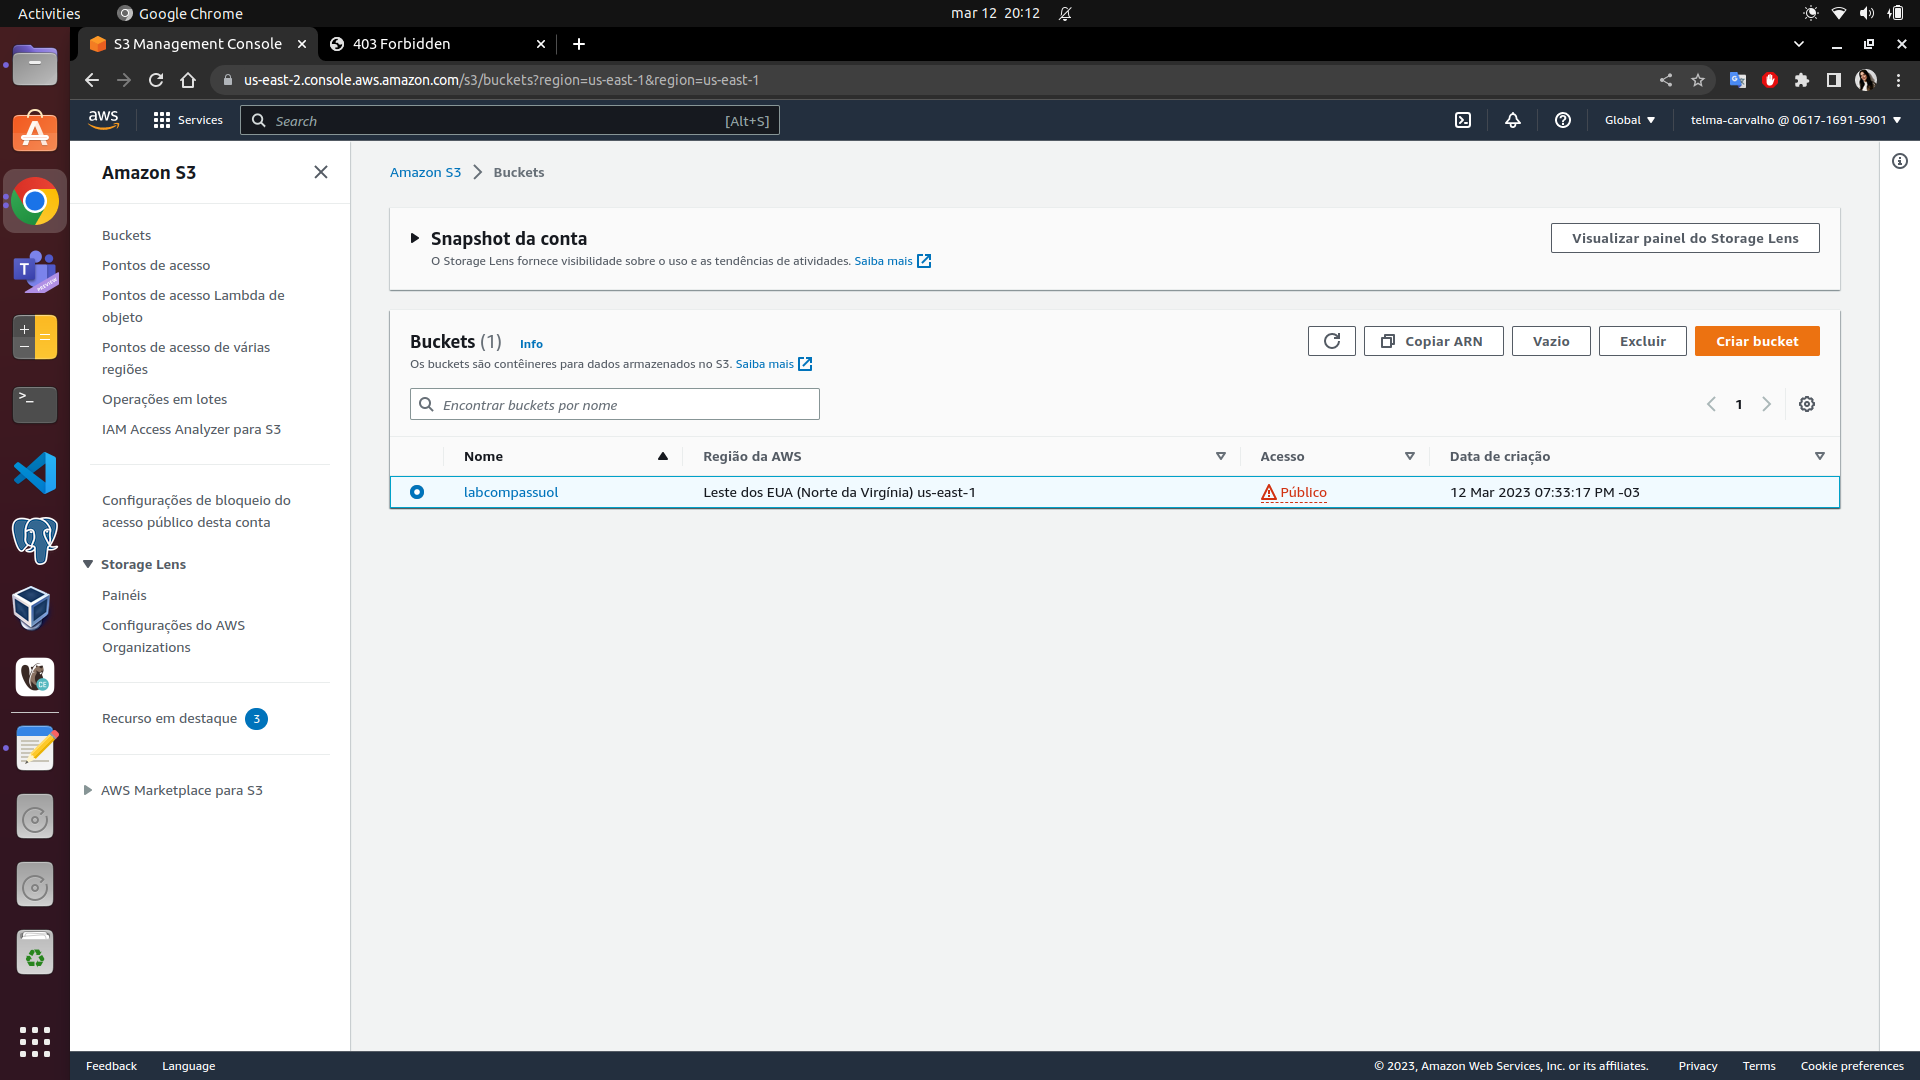 Activities
Google Chrome
mar 12 20:12
S3 Management Console
403 Forbidden
us-east-2.console.aws.amazon.com/s3/buckets?region=us-east-1&region=us-east-1
aws
Services
Search
[Alt+S]
Global
telma-carvalho @ 0617-1691-5901
Amazon S3
Buckets
Pontos de acesso
Pontos de acesso Lambda de
objeto
Pontos de acesso de várias
regiões
Operações em lotes
IAM Access Analyzer para S3
Configurações de bloqueio do
acesso público desta conta
Storage Lens
Painéis
Configurações do AWS
Organizations
Recurso em destaque 3
AWS Marketplace para S3
Amazon S3 > Buckets
Snapshot da conta
O Storage Lens fornece visibilidade sobre o uso e as tendências de atividades. Saiba mais
Visualizar painel do Storage Lens
Buckets (1) Info
Os buckets são contêineres para dados armazenados no S3. Saiba mais
Copiar ARN
Vazio
Excluir
Criar bucket
Encontrar buckets por nome
1
Nome
Região da AWS
Acesso
Data de criação
labcompassuol
Leste dos EUA (Norte da Virgínia) us-east-1
Público
12 Mar 2023 07:33:17 PM -03
Feedback
Language
© 2023, Amazon Web Services, Inc. or its affiliates.
Privacy
Terms
Cookie preferences